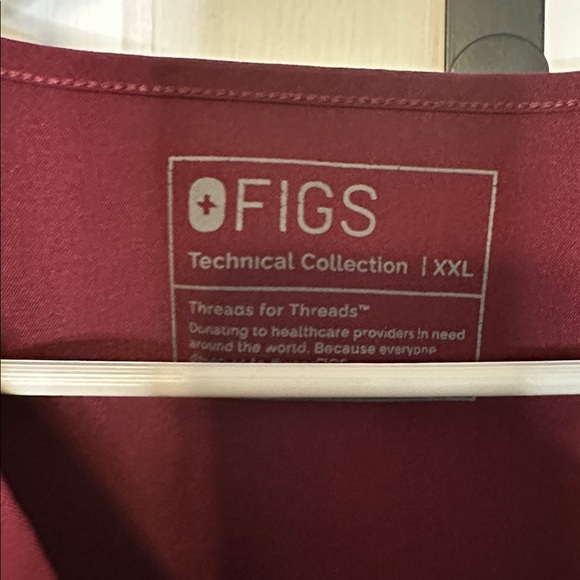 FIGS
Technical Collection | XXL
Threads for Threads™
Donating to healthcare providers in need
around the world. Because everyone